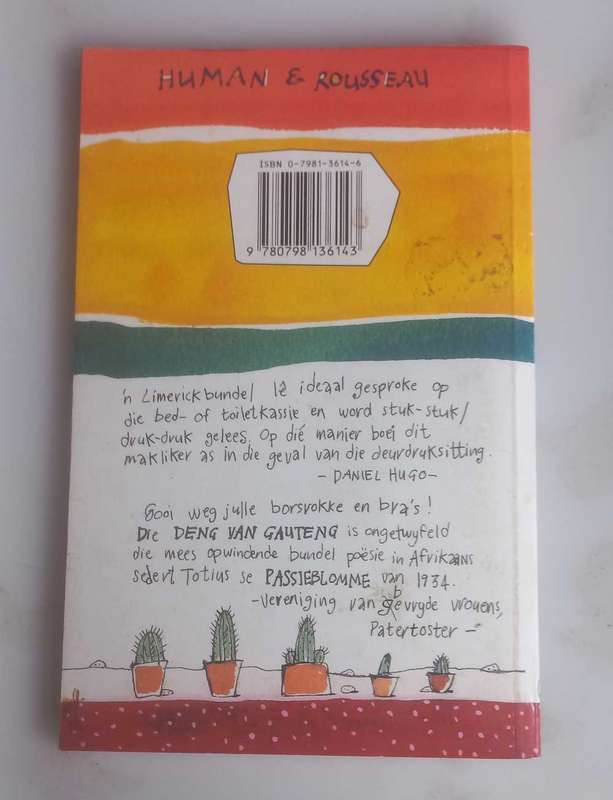 HUMAN & ROUSSEAU
ISBN 0-7981-3614-6
9 780798 136143
'n Limerickbundel lê ideaal gesproke op
die bed- of toiletkassie en word stuk-stuk/
druk-druk gelees. Op dié manier boei dit
makliker as in die geval van die deurdruksitting.
- DANIEL HUGO -
Gooi weg julle borsrokke en bra's!
Die DENG VAN GAUTENG is ongetwyfeld
die mees opwindende bundel poësie in Afrikaans
sedert Totius se PASSIEBLOMME van 1934.
-Vereniging van gebvryde vrouens,
Patertoster -